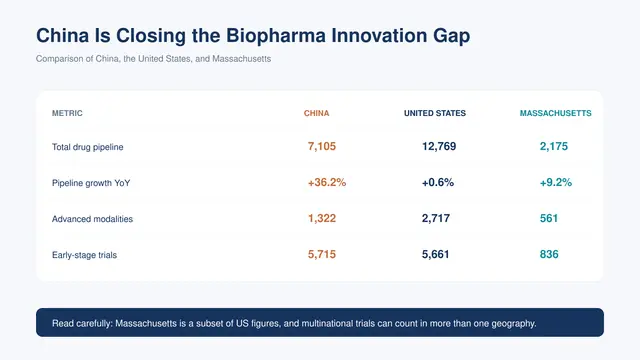 China Is Closing the Biopharma Innovation Gap
Comparison of China, the United States, and Massachusetts
METRIC CHINA UNITED STATES MASSACHUSETTS
Total drug pipeline 7,105 12,769 2,175
Pipeline growth YoY +36.2% +0.6% +9.2%
Advanced modalities 1,322 2,717 561
Early-stage trials 5,715 5,661 836
Read carefully: Massachusetts is a subset of US figures, and multinational trials can count in more than one geography.